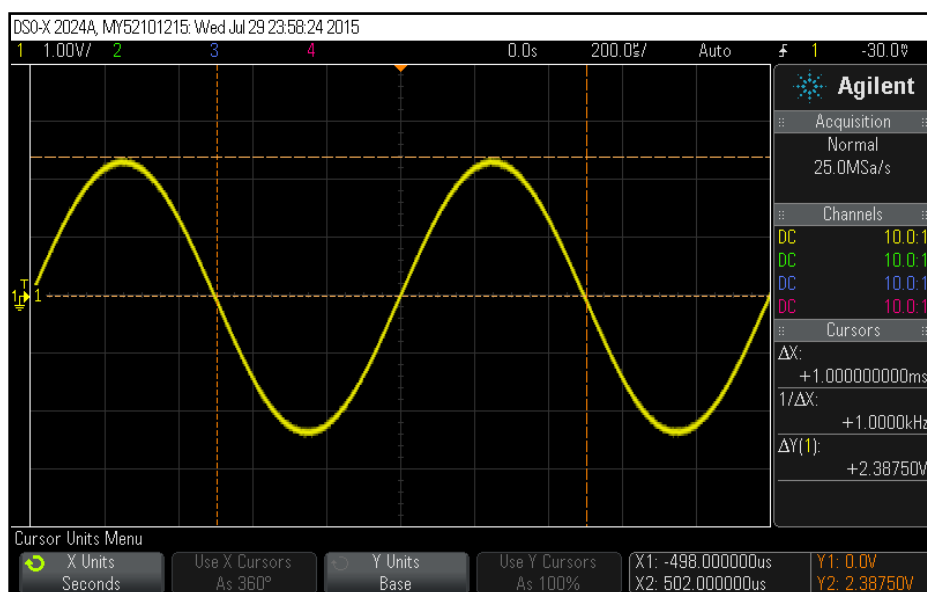 DSO-X 2024A, MY52101215: Wed Jul 29 23:58:24 2015
1 1.00V/ 2 3 4 0.0s 200.0us/ Auto 1 -30.0mV
Agilent
Acquisition
Normal
25.0MSa/s
Channels
DC 10.0:1
DC 10.0:1
DC 10.0:1
DC 10.0:1
Cursors
ΔX:
+1.000000000ms
1/ΔX:
+1.0000kHz
ΔY(1):
+2.38750V
T
1 1
Cursor Units Menu
X Units
Seconds
Use X Cursors
As 360°
Y Units
Base
Use Y Cursors
As 100%
X1: -498.000000us
X2: 502.000000us
Y1: 0.0V
Y2: 2.38750V